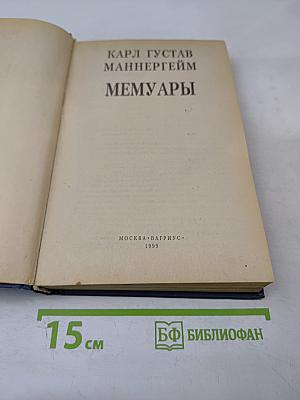 КАРЛ ГУСТАВ
МАННЕРГЕЙМ
МЕМУАРЫ
МОСКВА•ВАГРИУС•
1999
15 см
БФ БИБЛИОФАН